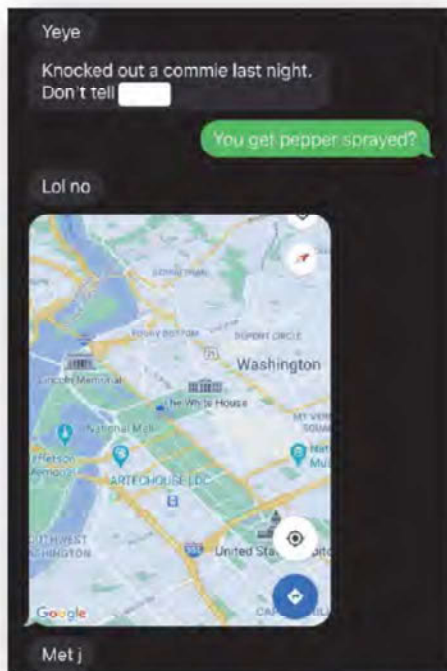 Yeye
Knocked out a commie last night.
Don't tell
You get pepper sprayed?
Lol no
FOGGY BOTTOM
DUPONT CIRCLE
Washington
Lincoln Memorial
The White House
National Mall
ARTECHOUSE DC
United Sta
Google
Met j